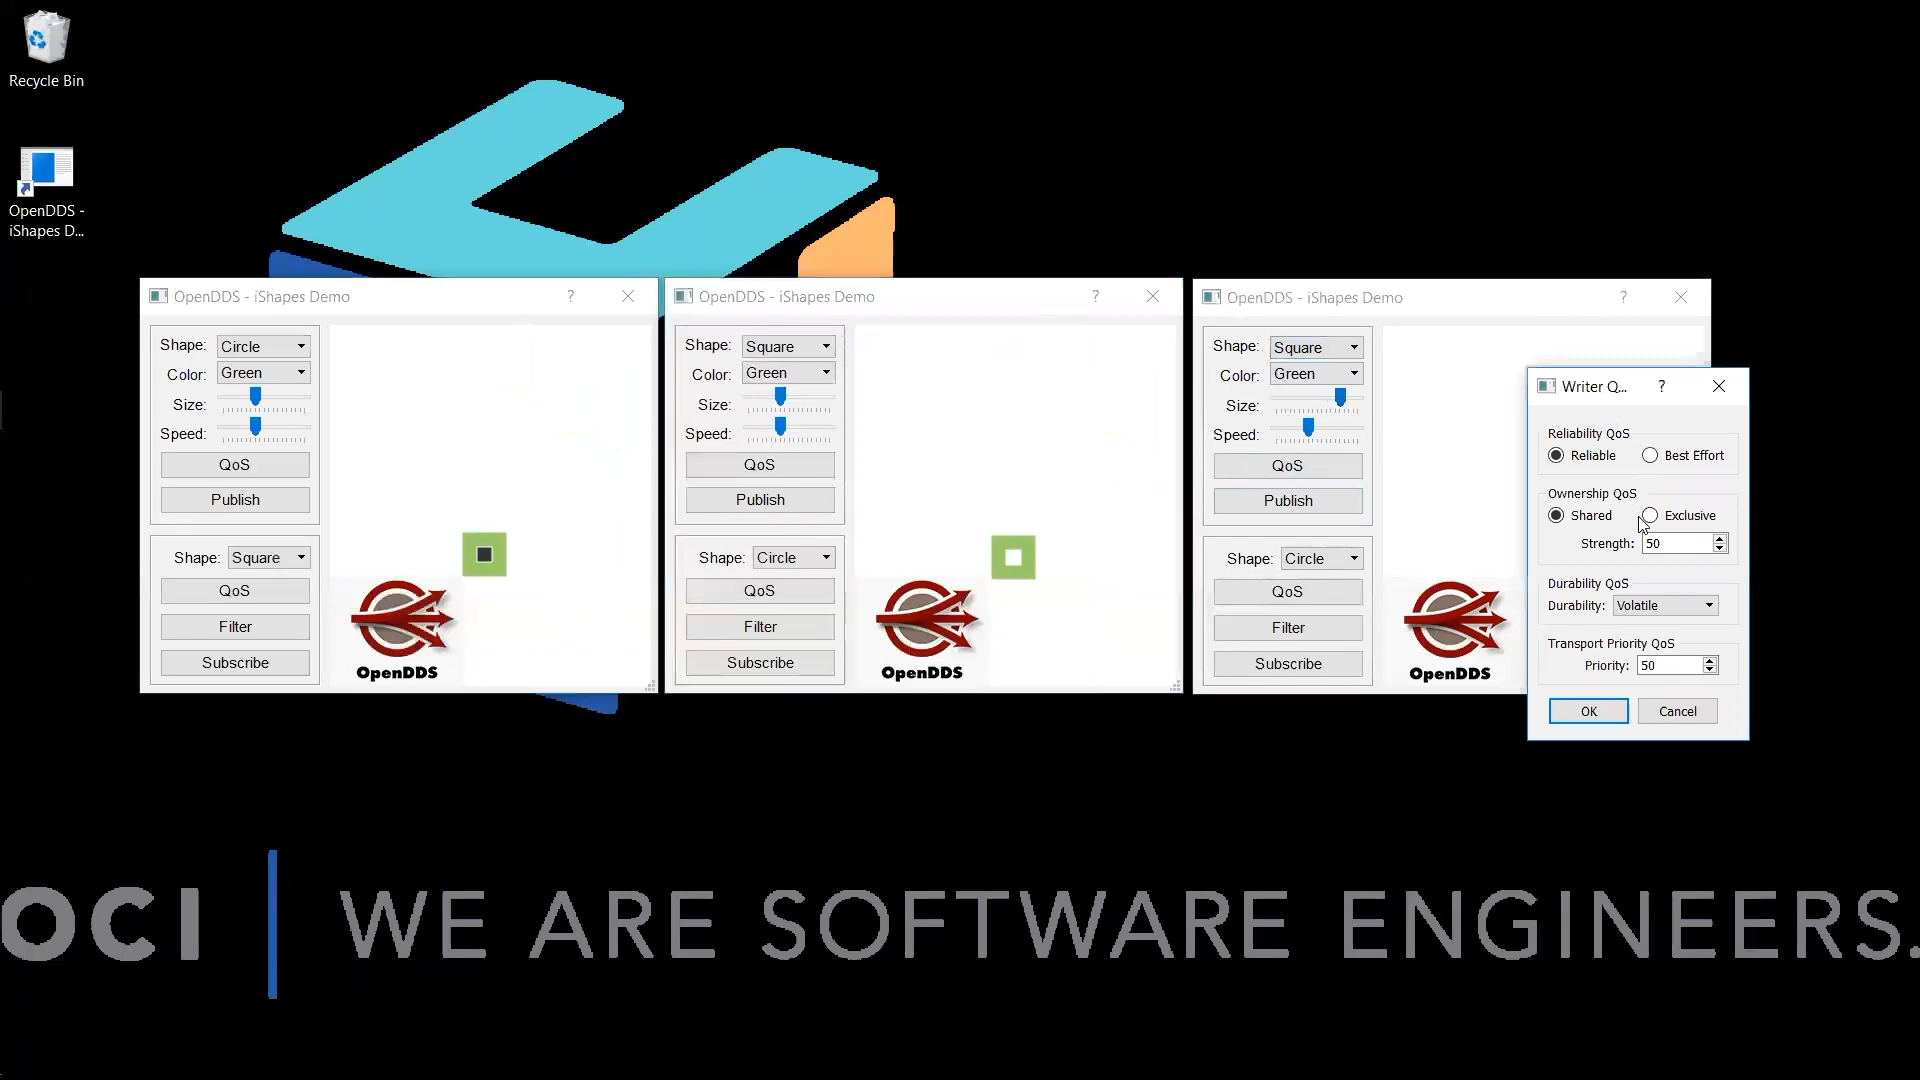 Recycle Bin
OpenDDS -
iShapes D...
OpenDDS - iShapes Demo ?
Shape: Circle
Color: Green
Size:
Speed:
QoS
Publish
Shape: Square
QoS
Filter
Subscribe
OpenDDS
OpenDDS - iShapes Demo ?
Shape: Square
Color: Green
Size:
Speed:
QoS
Publish
Shape: Circle
QoS
Filter
Subscribe
OpenDDS
OpenDDS - iShapes Demo ?
Shape: Square
Color: Green
Size:
Speed:
QoS
Publish
Shape: Circle
QoS
Filter
Subscribe
OpenDDS
Writer Q... ?
Reliability QoS
Reliable Best Effort
Ownership QoS
Shared Exclusive
Strength: 50
Durability QoS
Durability: Volatile
Transport Priority QoS
Priority: 50
OK Cancel
OCI WE ARE SOFTWARE ENGINEERS.